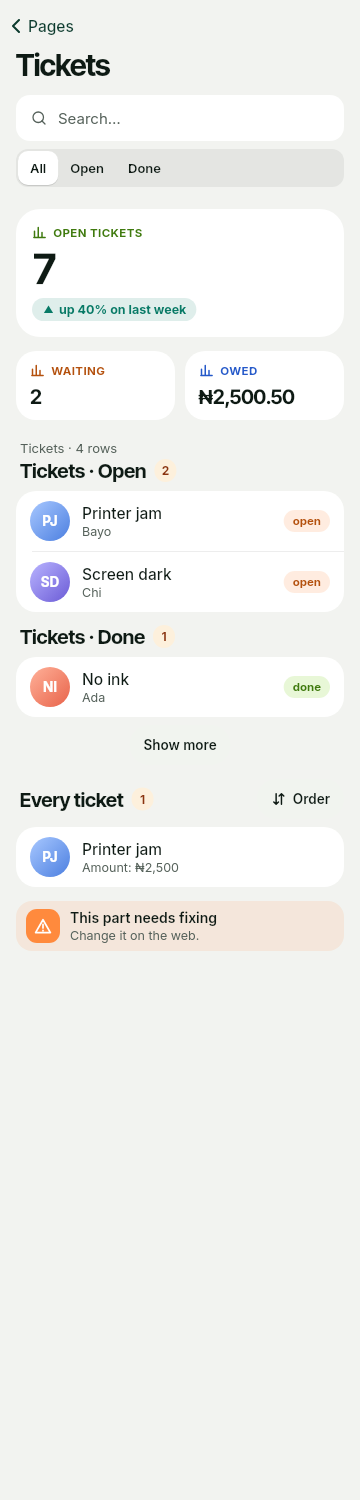 Pages
Tickets
Search...
All Open Done
OPEN TICKETS
7
▲ up 40% on last week
WAITING
2
OWED
₦2,500.50
Tickets · 4 rows
Tickets · Open 2
PJ
Printer jam
Bayo
open
SD
Screen dark
Chi
open
Tickets · Done 1
NI
No ink
Ada
done
Show more
Every ticket 1
Order
PJ
Printer jam
Amount: ₦2,500
This part needs fixing
Change it on the web.